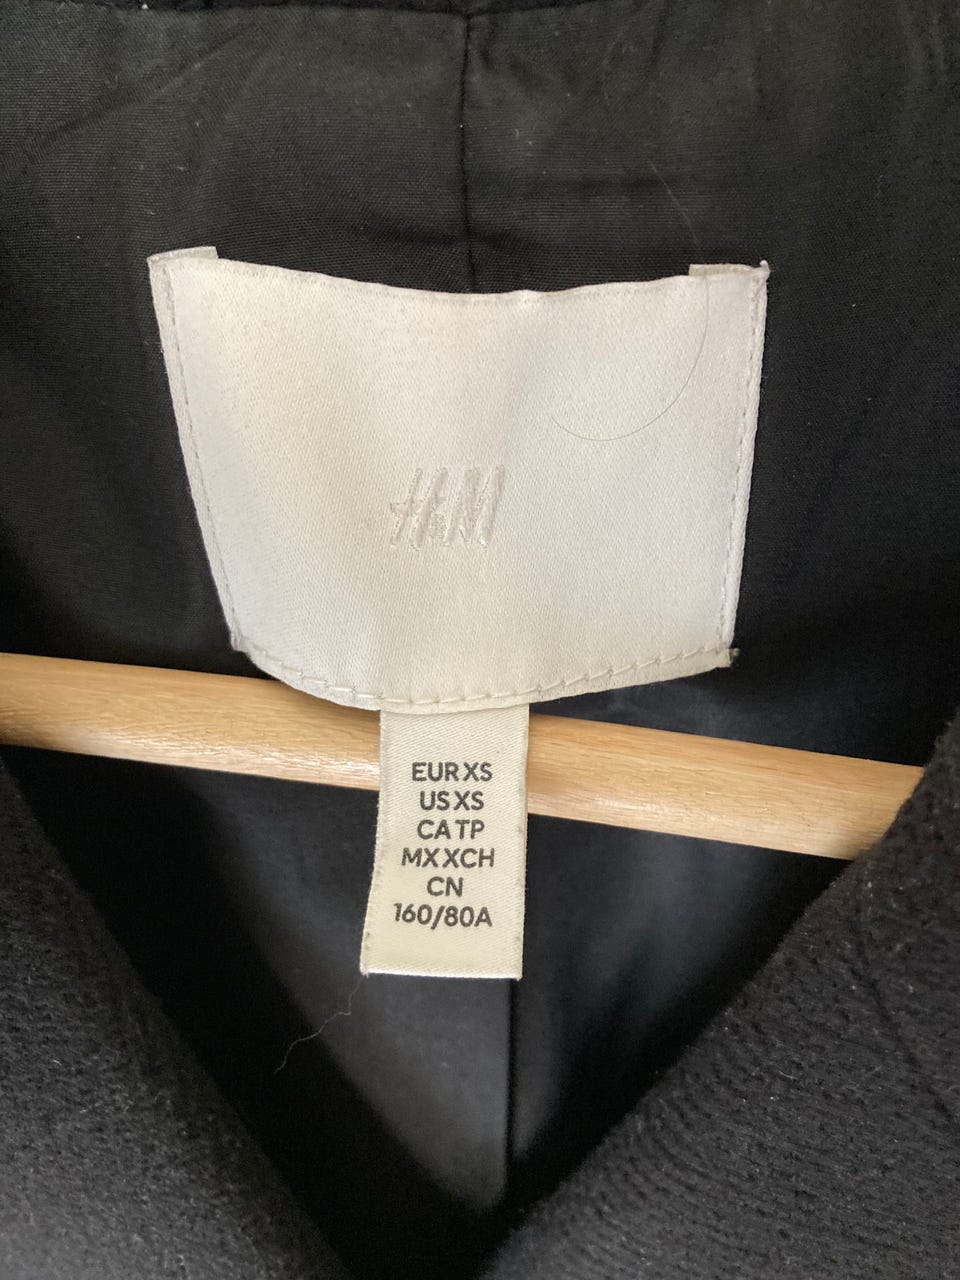 H&M
EUR XS
US XS
CA TP
MX XCH
CN
160/80A